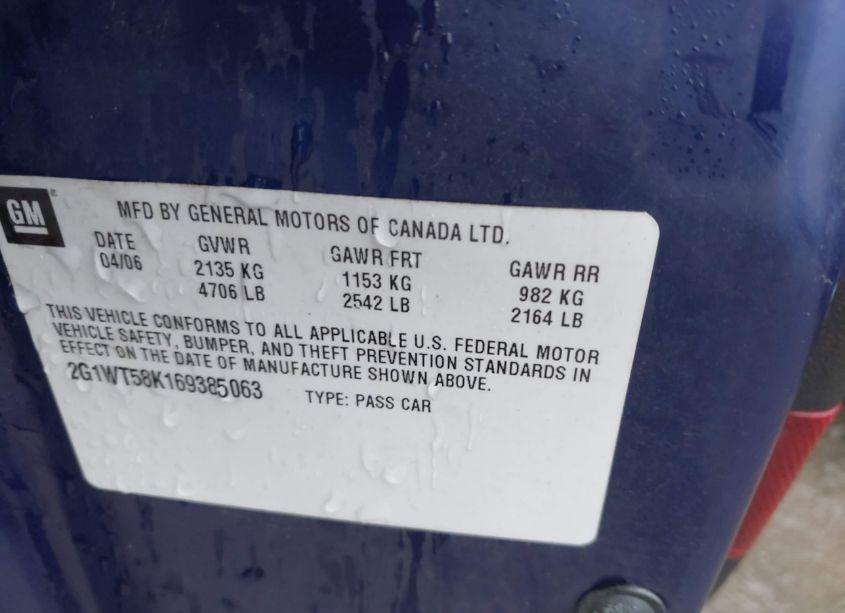 GM
MFD BY GENERAL MOTORS OF CANADA LTD.
DATE GVWR GAWR FRT GAWR RR
04/06 2135 KG 1153 KG 982 KG
4706 LB 2542 LB 2164 LB
THIS VEHICLE CONFORMS TO ALL APPLICABLE U.S. FEDERAL MOTOR
VEHICLE SAFETY, BUMPER, AND THEFT PREVENTION STANDARDS IN
EFFECT ON THE DATE OF MANUFACTURE SHOWN ABOVE.
2G1WT58K169385063 TYPE: PASS CAR